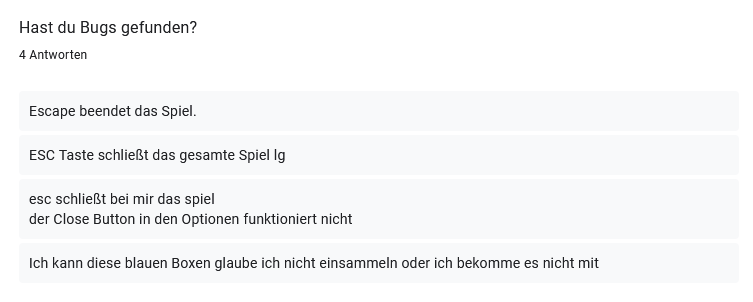 Hast du Bugs gefunden?
4 Antworten
Escape beendet das Spiel.
ESC Taste schließt das gesamte Spiel lg
esc schließt bei mir das spiel
der Close Button in den Optionen funktioniert nicht
Ich kann diese blauen Boxen glaube ich nicht einsammeln oder ich bekomme es nicht mit